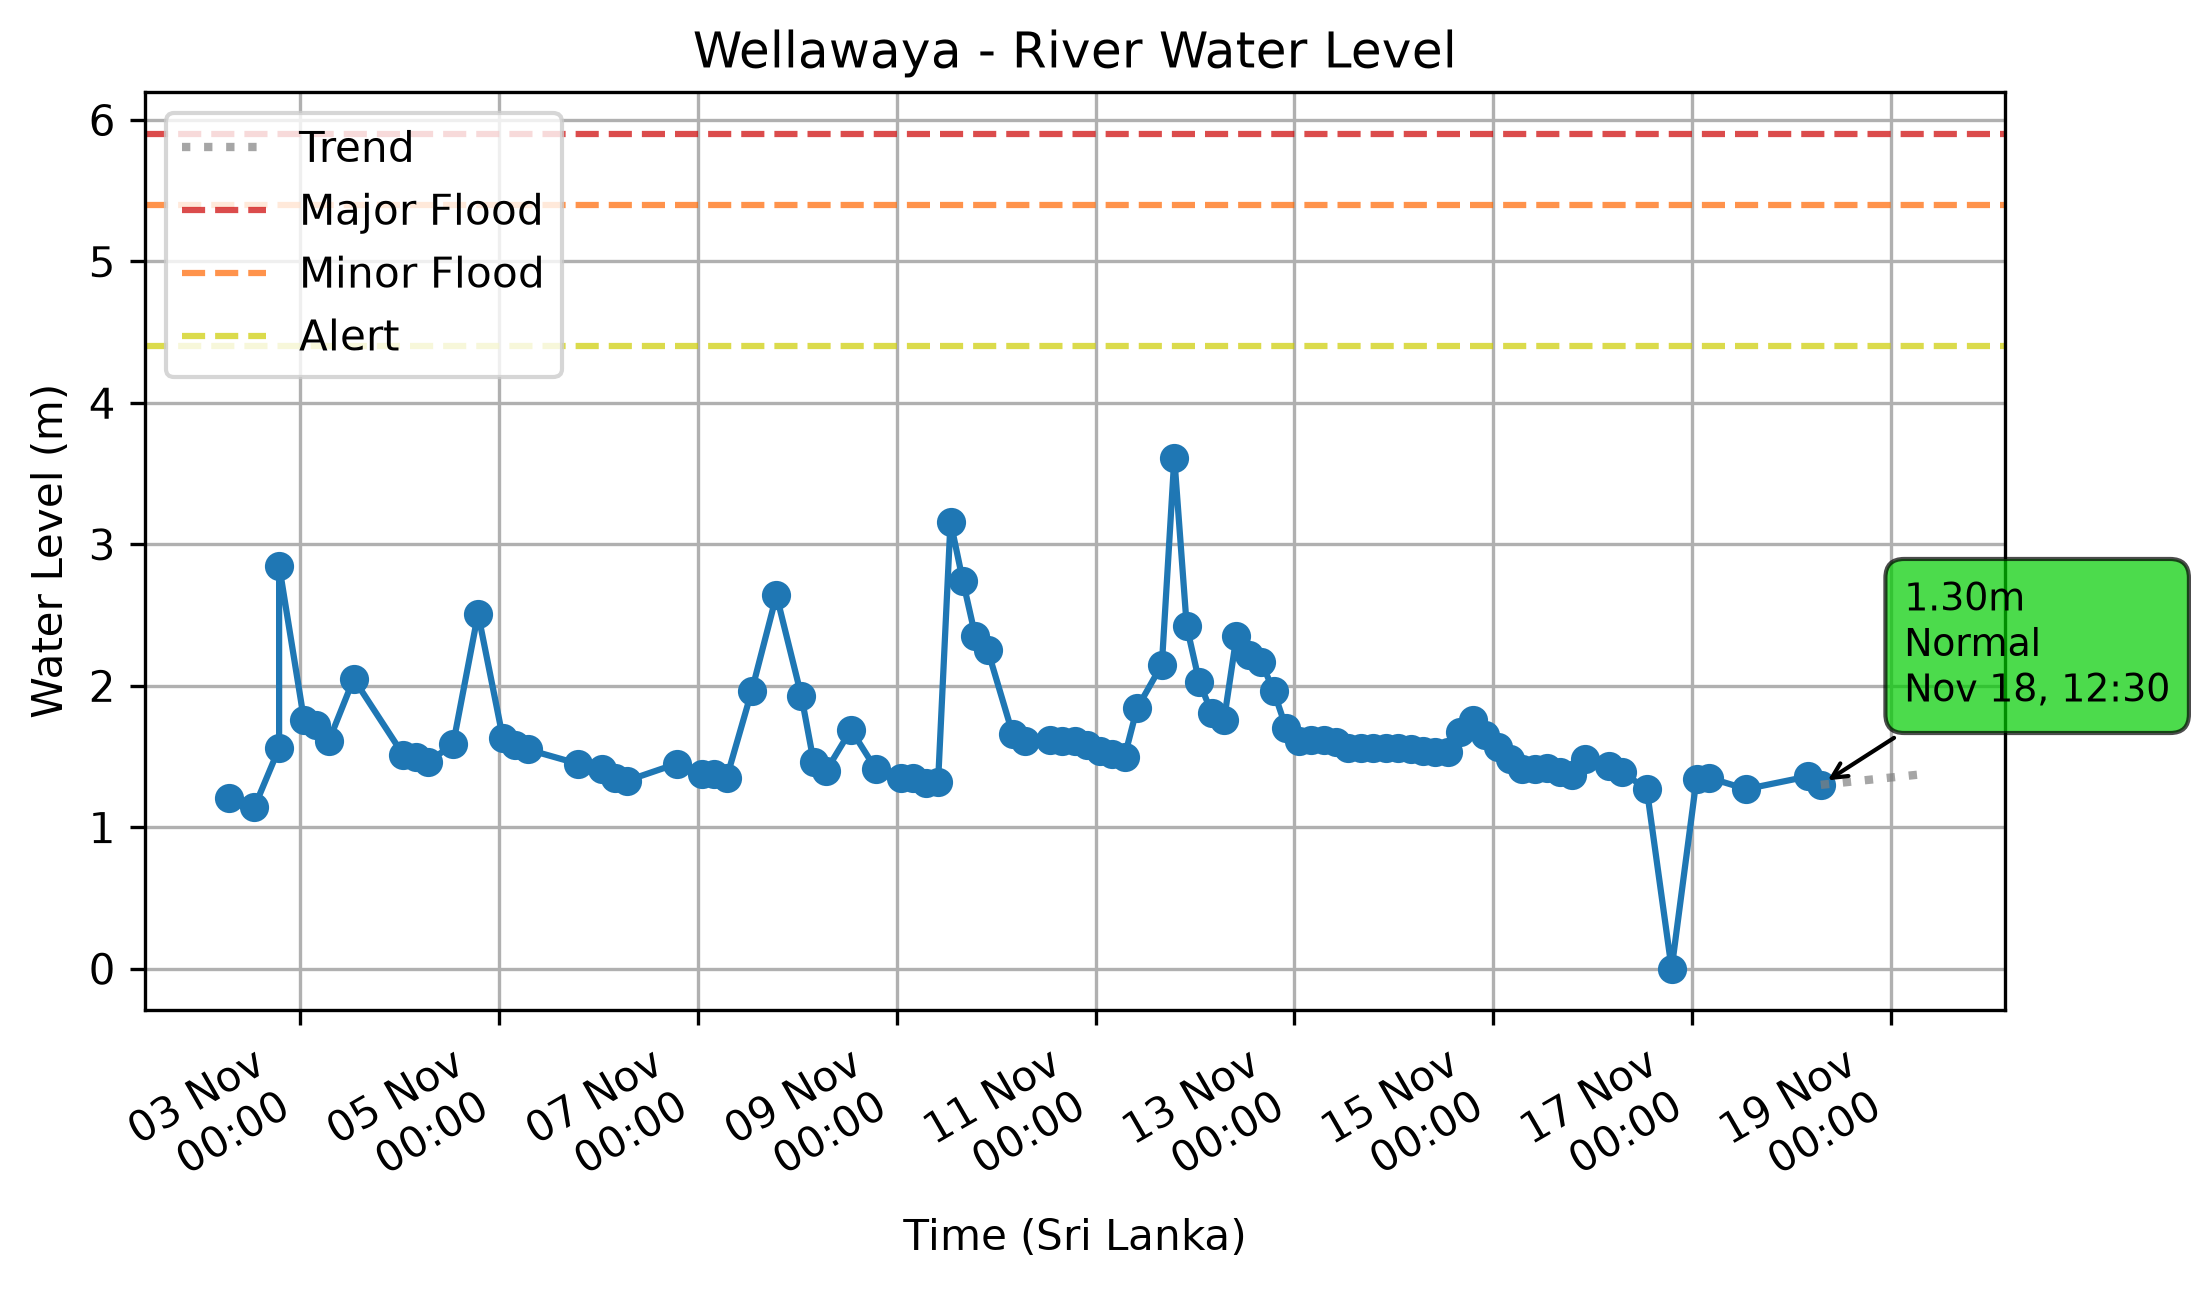 Wellawaya - River Water Level
6
5
4
3
2
1
0
Water Level (m)
Trend
Major Flood
Minor Flood
Alert
1.30m
Normal
Nov 18, 12:30
03 Nov
00:00
05 Nov
00:00
07 Nov
00:00
09 Nov
00:00
11 Nov
00:00
13 Nov
00:00
15 Nov
00:00
17 Nov
00:00
19 Nov
00:00
Time (Sri Lanka)